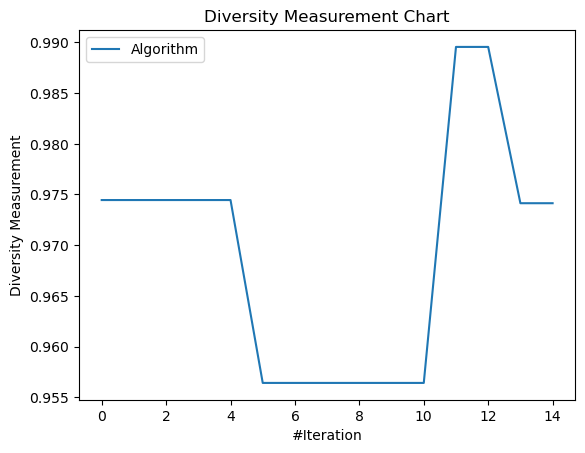 Diversity Measurement Chart
Algorithm
Diversity Measurement
0.990
0.985
0.980
0.975
0.970
0.965
0.960
0.955
0 2 4 6 8 10 12 14
#Iteration